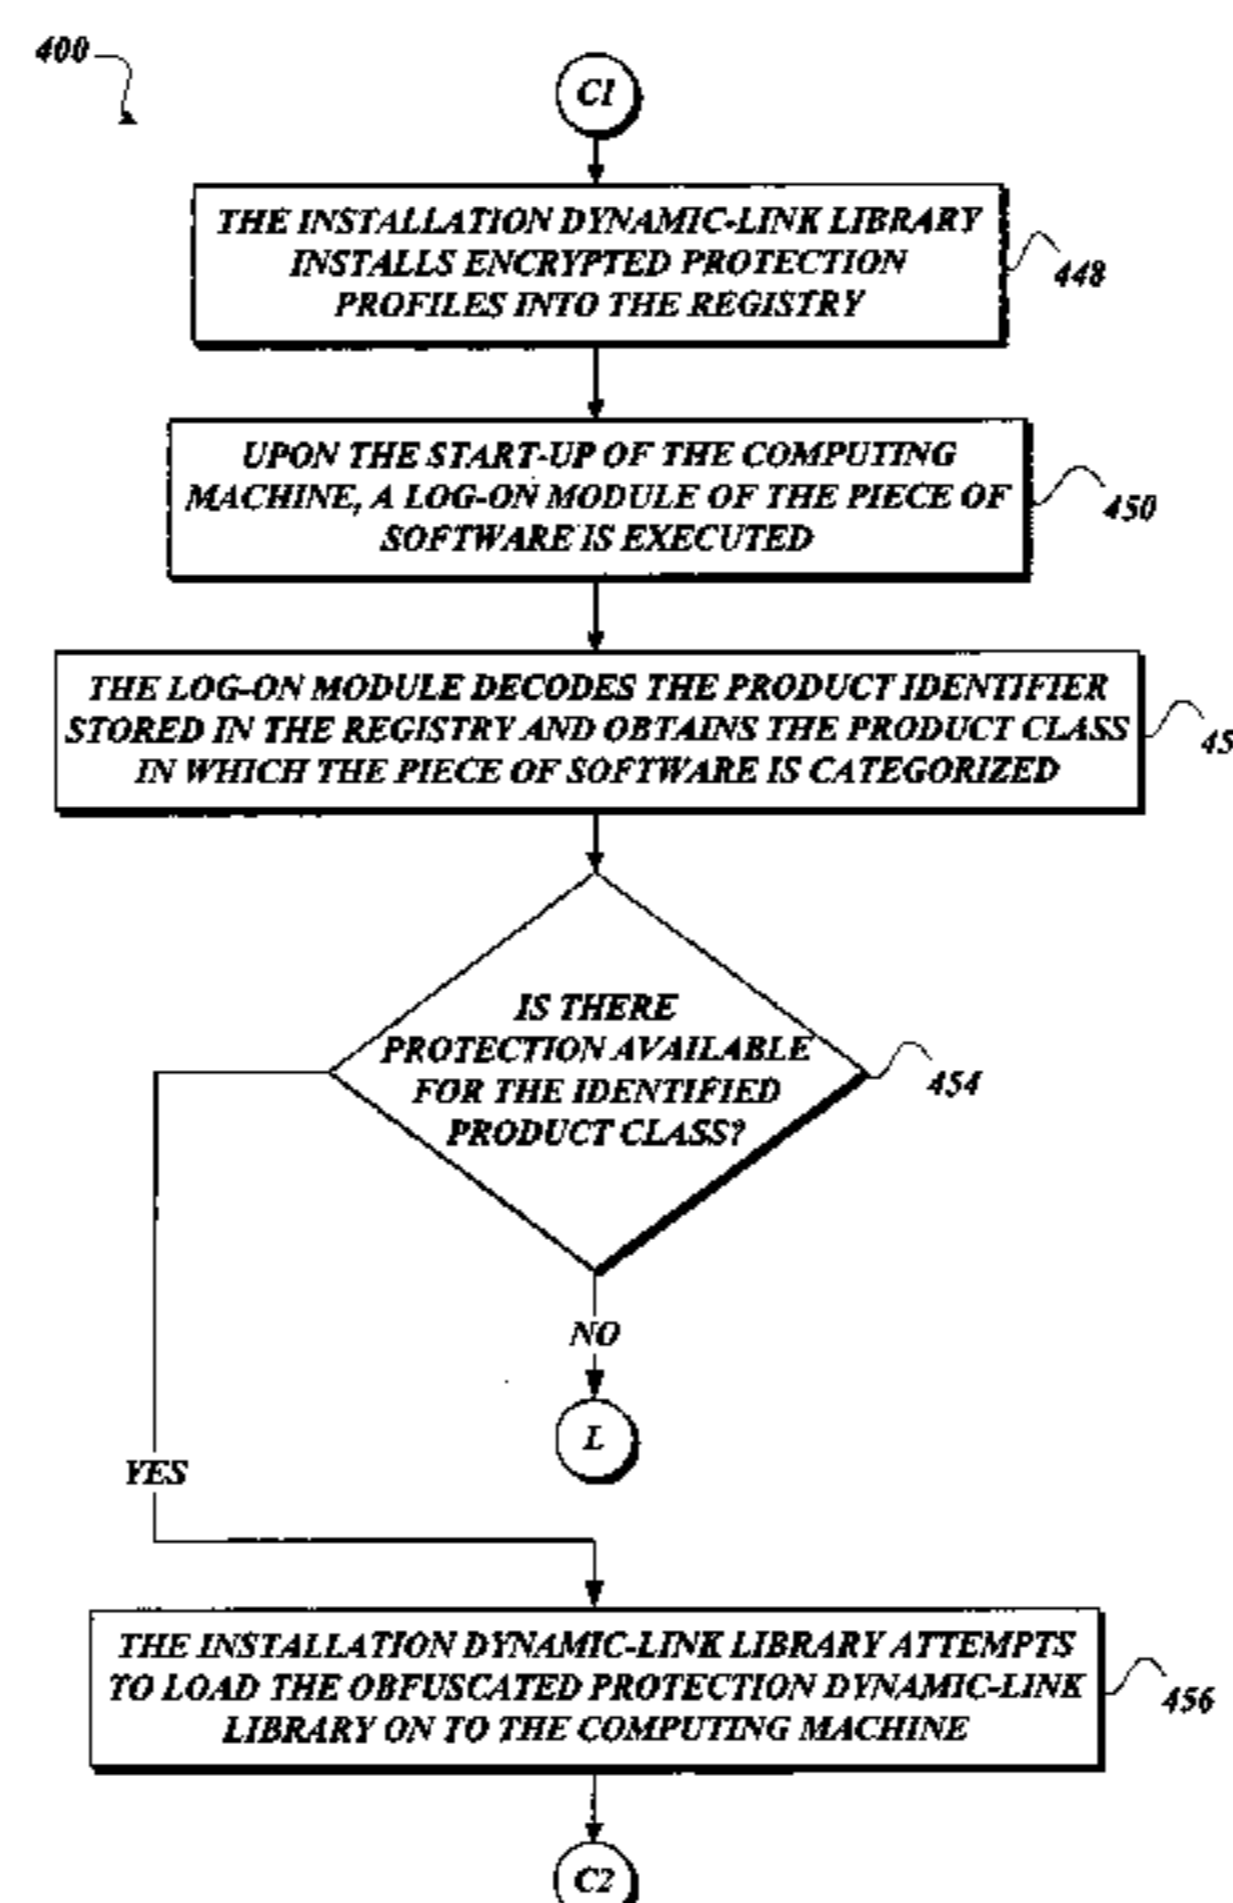 400
C1
THE INSTALLATION DYNAMIC-LINK LIBRARY
INSTALLS ENCRYPTED PROTECTION
PROFILES INTO THE REGISTRY
448
UPON THE START-UP OF THE COMPUTING
MACHINE, A LOG-ON MODULE OF THE PIECE OF
SOFTWARE IS EXECUTED
450
THE LOG-ON MODULE DECODES THE PRODUCT IDENTIFIER
STORED IN THE REGISTRY AND OBTAINS THE PRODUCT CLASS
IN WHICH THE PIECE OF SOFTWARE IS CATEGORIZED
IS THERE
PROTECTION AVAILABLE
FOR THE IDENTIFIED
PRODUCT CLASS?
454
NO
L
YES
THE INSTALLATION DYNAMIC-LINK LIBRARY ATTEMPTS
TO LOAD THE OBFUSCATED PROTECTION DYNAMIC-LINK
LIBRARY ON TO THE COMPUTING MACHINE
456
C2